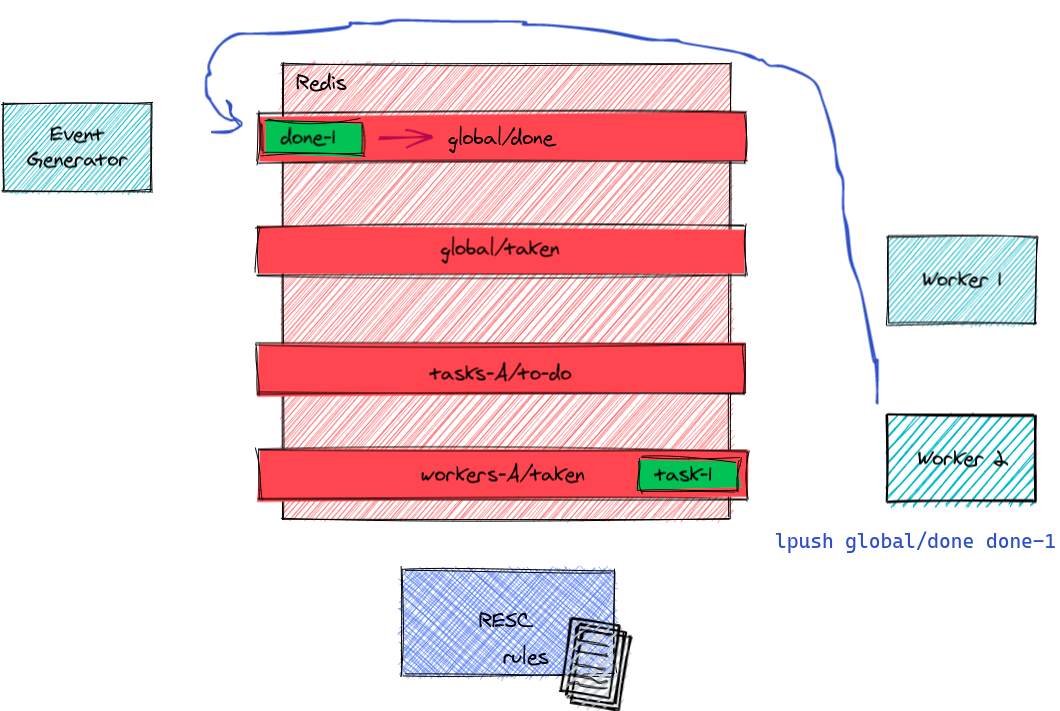 Redis
Event
Generator
done-1
global/done
global/taken
Worker 1
tasks-A/to-do
Worker 2
workers-A/taken
task-1
lpush global/done done-1
RESC
rules